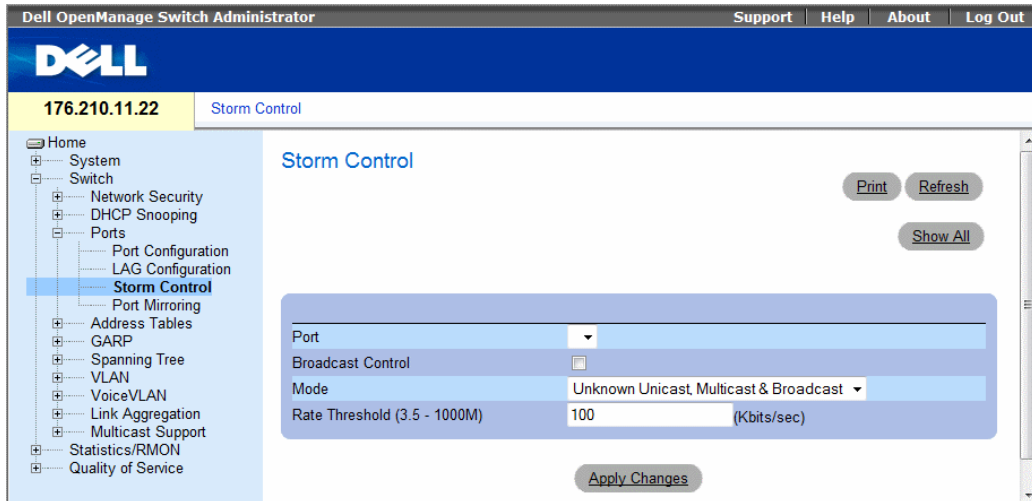 Dell OpenManage Switch Administrator
Support | Help | About | Log Out
DELL
176.210.11.22
Storm Control
Home
System
Switch
Network Security
DHCP Snooping
Ports
Port Configuration
LAG Configuration
Storm Control
Port Mirroring
Address Tables
GARP
Spanning Tree
VLAN
VoiceVLAN
Link Aggregation
Multicast Support
Statistics/RMON
Quality of Service
Storm Control
Print
Refresh
Show All
Port
Broadcast Control
Mode Unknown Unicast, Multicast & Broadcast
Rate Threshold (3.5 - 1000M) 100 (Kbits/sec)
Apply Changes